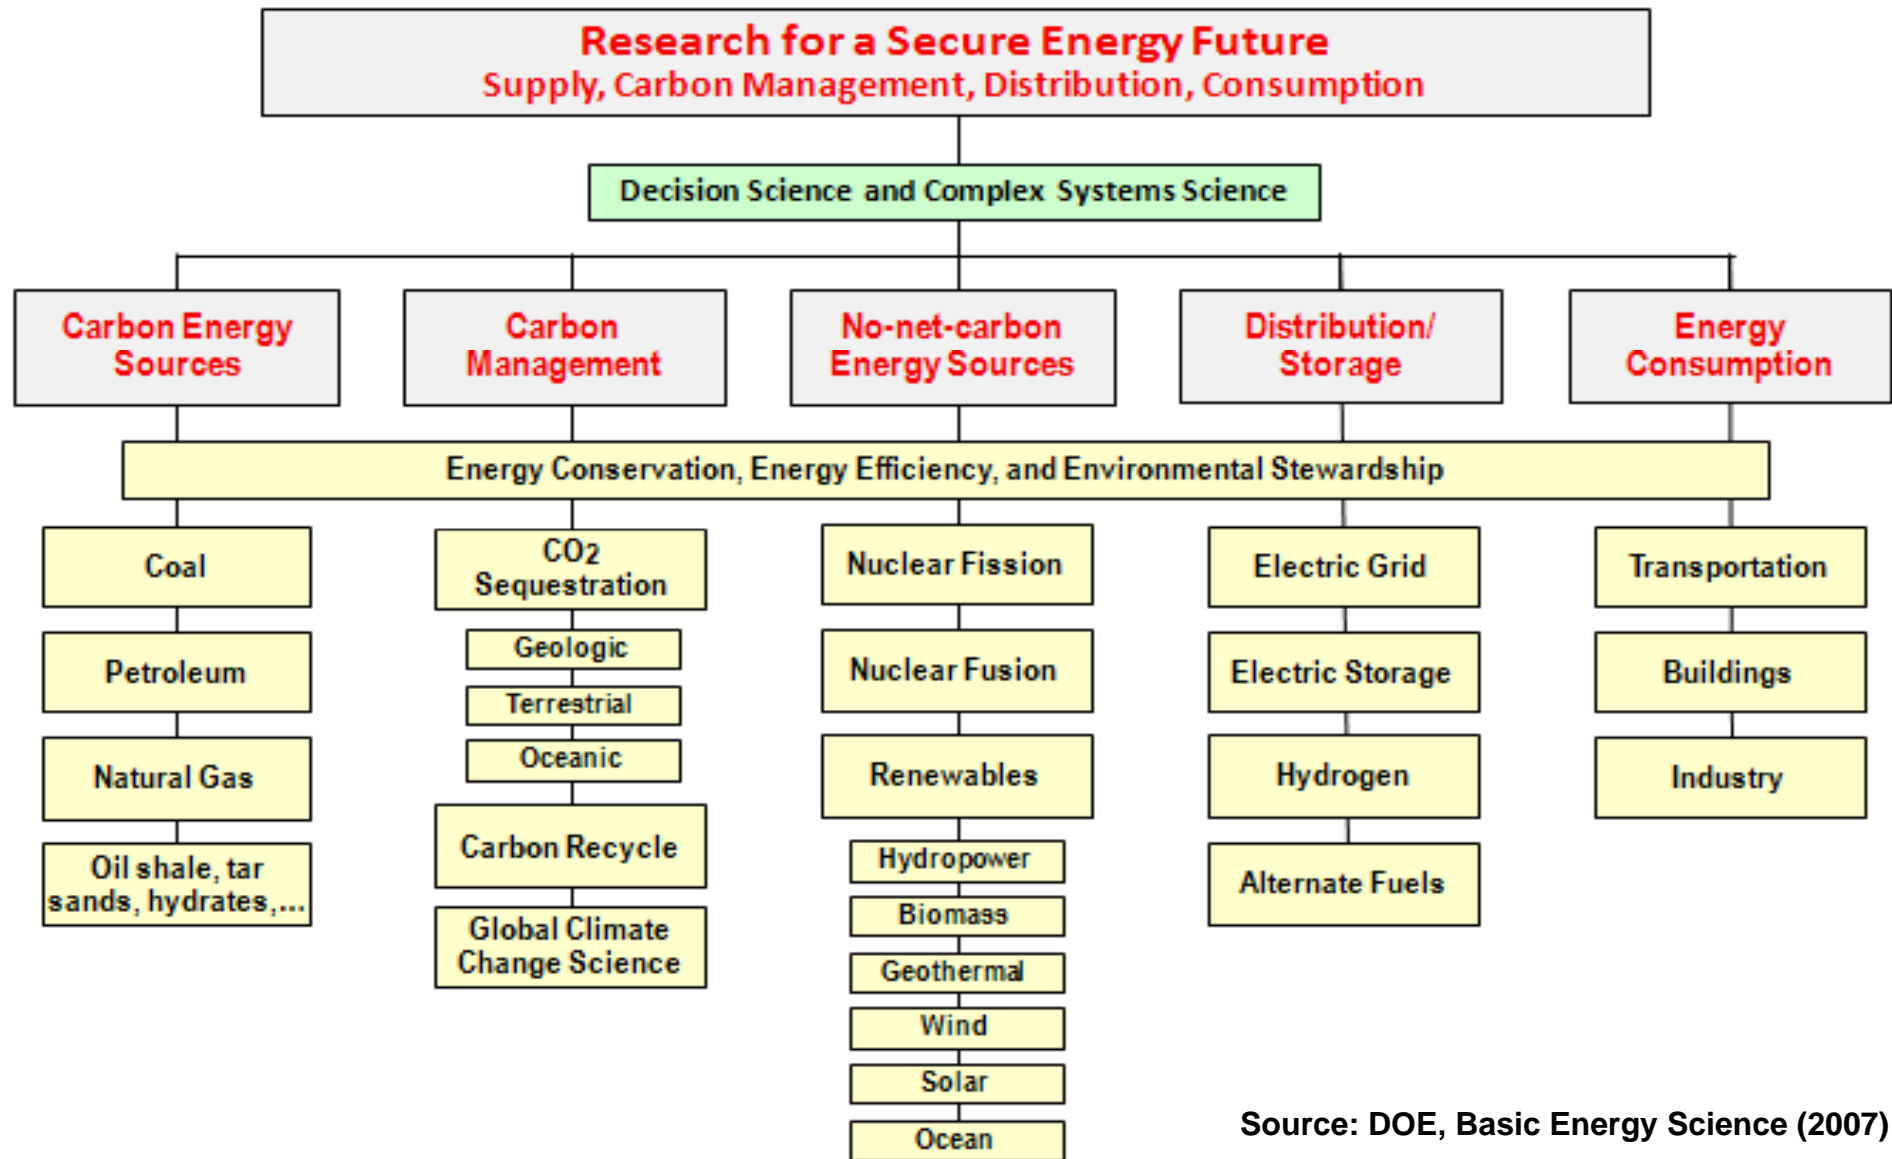 Research for a Secure Energy Future
Supply, Carbon Management, Distribution, Consumption
Decision Science and Complex Systems Science
Carbon Energy
Sources
Carbon
Management
No-net-carbon
Energy Sources
Distribution/
Storage
Energy
Consumption
Energy Conservation, Energy Efficiency, and Environmental Stewardship
Coal
Petroleum
Natural Gas
Oil shale, tar
sands, hydrates,...
CO2
Sequestration
Geologic
Terrestrial
Oceanic
Carbon Recycle
Global Climate
Change Science
Nuclear Fission
Nuclear Fusion
Renewables
Hydropower
Biomass
Geothermal
Wind
Solar
Ocean
Electric Grid
Electric Storage
Hydrogen
Alternate Fuels
Transportation
Buildings
Industry
Source: DOE, Basic Energy Science (2007)